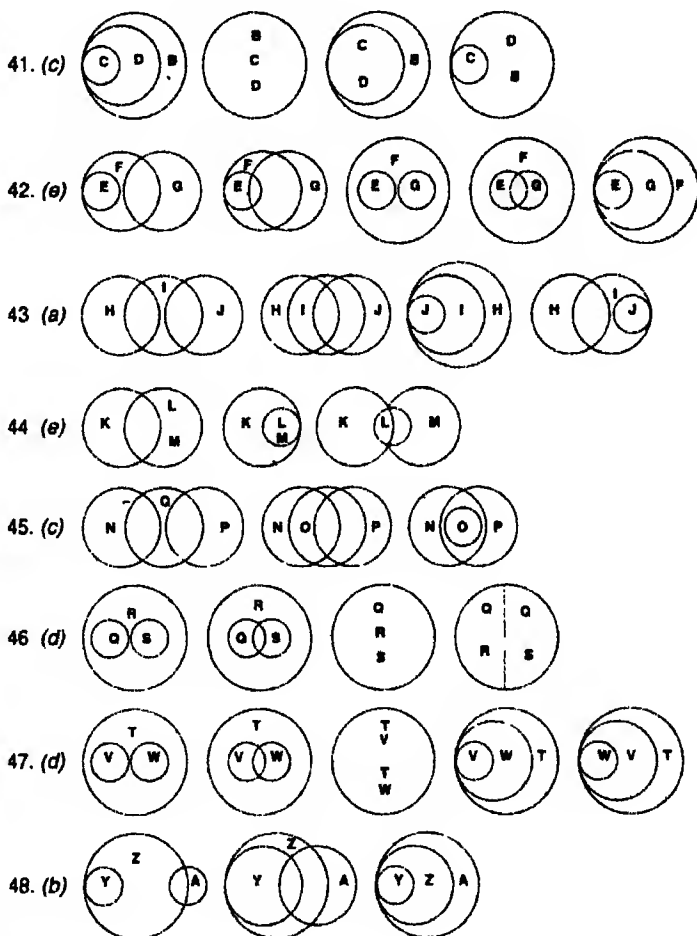 41. (c) C D B B C D C D B C D B
42. (e) F E G F E G F E G F E G E G F
43 (a) H I J H I J J I H H I J
44 (e) K L M K L M K L M
45. (c) N Q P N O P N O P
46 (d) R Q S R Q S Q R S Q Q R S
47. (d) T V W T V W T V T W V W T W V T
48. (b) Z Y A Z Y A Y Z A